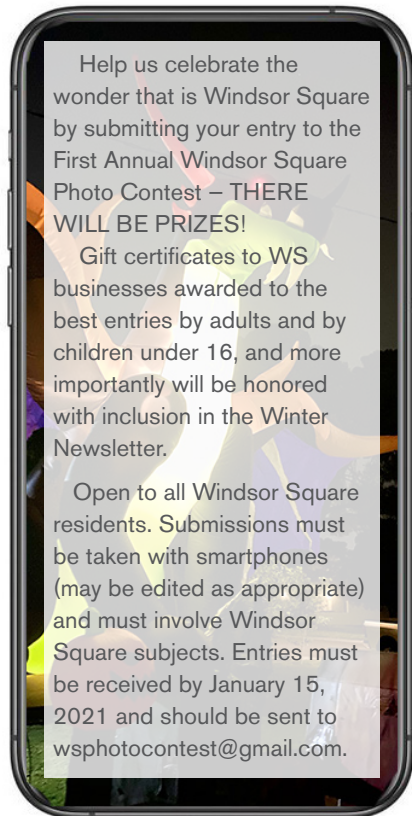 Help us celebrate the
wonder that is Windsor Square
by submitting your entry to the
First Annual Windsor Square
Photo Contest – THERE
WILL BE PRIZES!
Gift certificates to WS
businesses awarded to the
best entries by adults and by
children under 16, and more
importantly will be honored
with inclusion in the Winter
Newsletter.
Open to all Windsor Square
residents. Submissions must
be taken with smartphones
(may be edited as appropriate)
and must involve Windsor
Square subjects. Entries must
be received by January 15,
2021 and should be sent to
wsphotocontest@gmail.com.